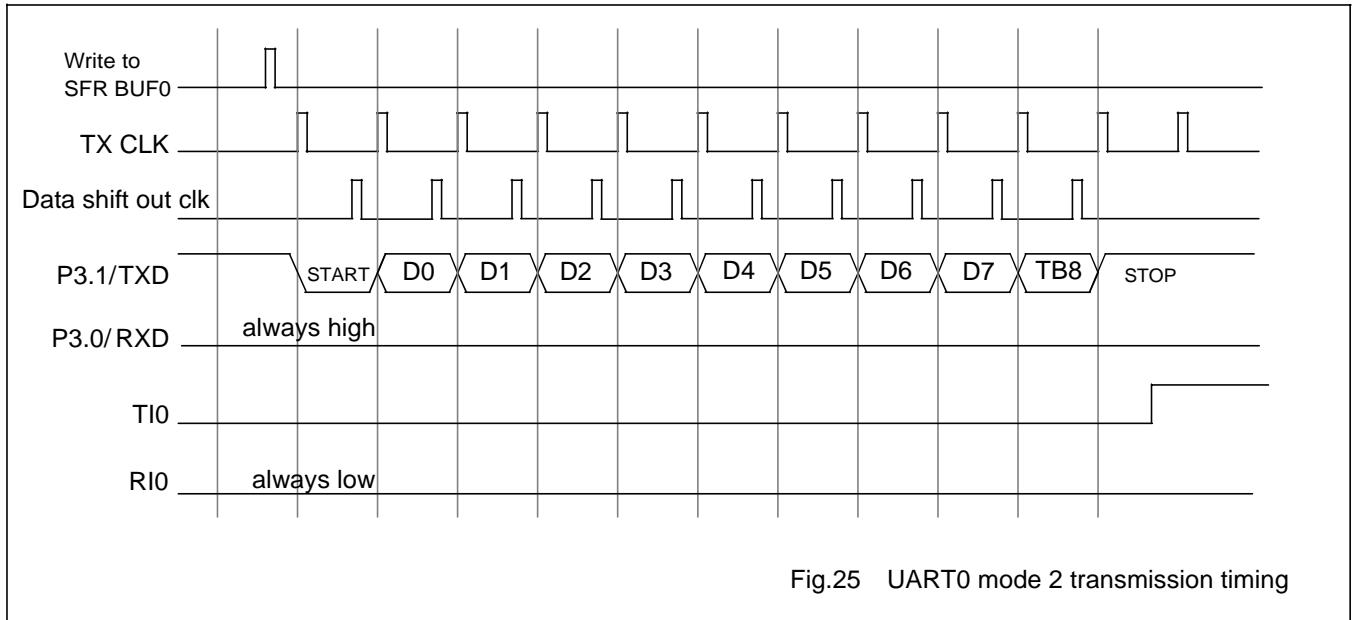 Write to
SFR BUF0
TX CLK
Data shift out clk
P3.1/TXD
START D0 D1 D2 D3 D4 D5 D6 D7 TB8 STOP
P3.0/ RXD
always high
TI0
RI0
always low
Fig.25 UART0 mode 2 transmission timing